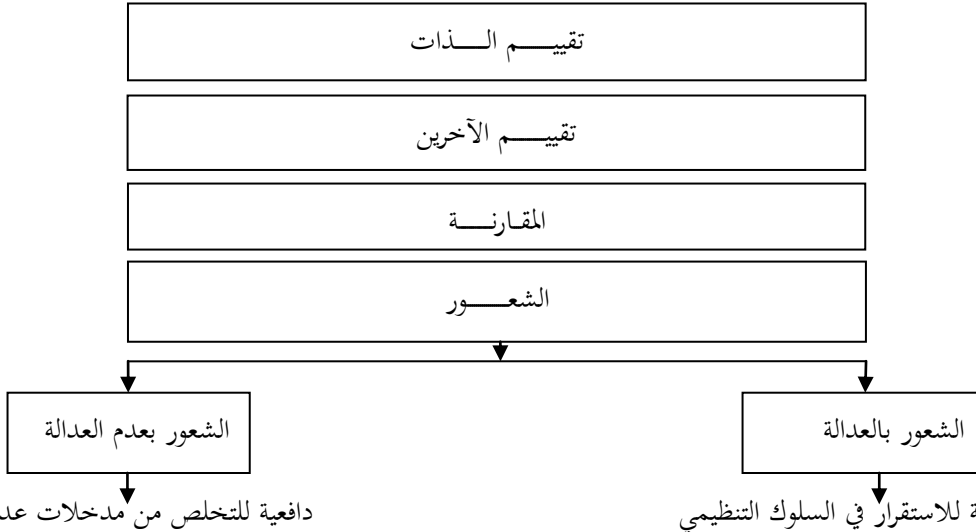 تقييم الذات
تقييم الآخرين
المقارنة
الشعور
الشعور بالعدالة
الشعور بعدم العدالة
للاستقرار في السلوك التنظيمي
دافعية للتخلص من مدخلات